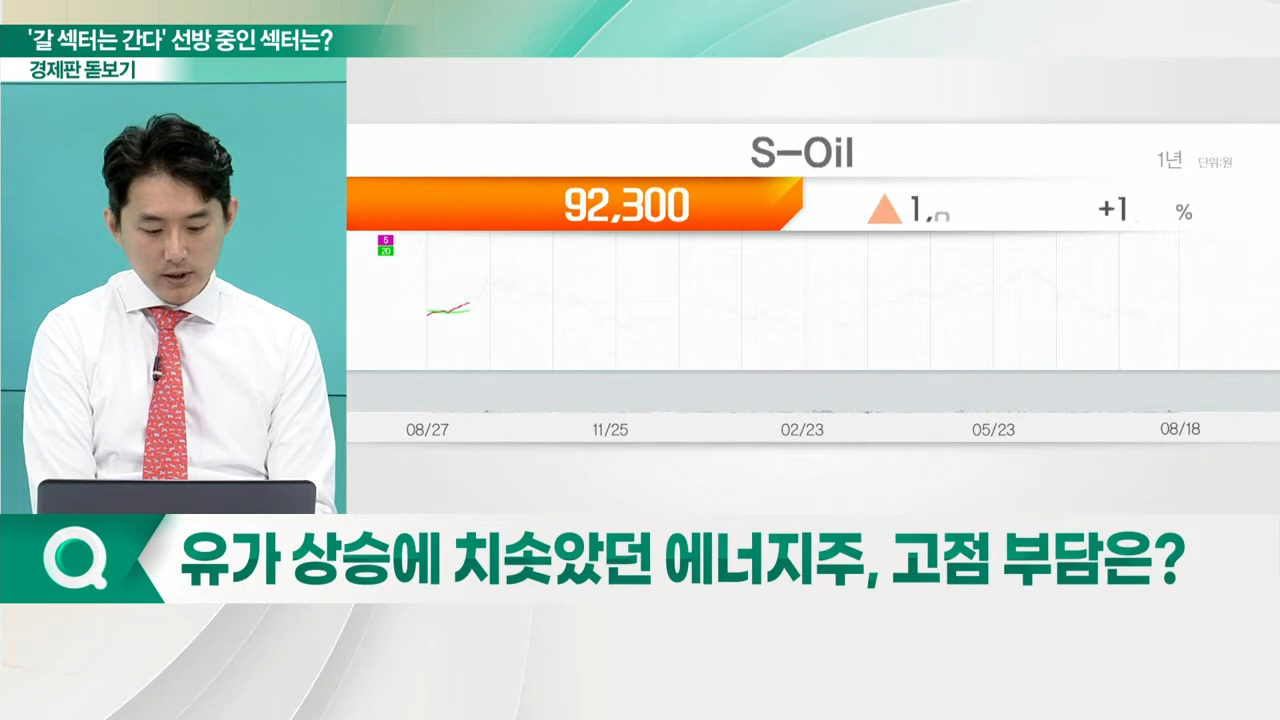 '갈 섹터는 간다' 선방 중인 섹터는?
경제판 돋보기
S-Oil
1년 단위:원
92,300 ▲ 1, +1 %
5
20
08/27 11/25 02/23 05/23 08/18
유가 상승에 치솟았던 에너지주, 고점 부담은?